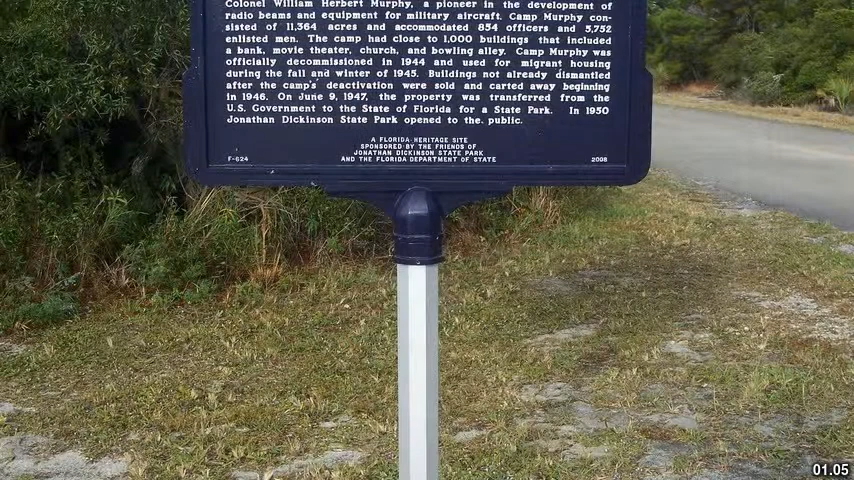 Colonel William Herbert Murphy, a pioneer in the development of
radio beams and equipment for military aircraft. Camp Murphy con-
sisted of 11,364 acres and accommodated 854 officers and 5,752
enlisted men. The camp had close to 1,000 buildings that included
a bank, movie theater, church, and bowling alley. Camp Murphy was
officially decommissioned in 1944 and used for migrant housing
during the fall and winter of 1945. Buildings not already dismantled
after the camp's deactivation were sold and carted away beginning
in 1946. On June 9, 1947, the property was transferred from the
U.S. Government to the State of Florida for a State Park. In 1950
Jonathan Dickinson State Park opened to the public.
A FLORIDA HERITAGE SITE
SPONSORED BY THE FRIENDS OF
JONATHAN DICKINSON STATE PARK
F-624 AND THE FLORIDA DEPARTMENT OF STATE 2008
01.05